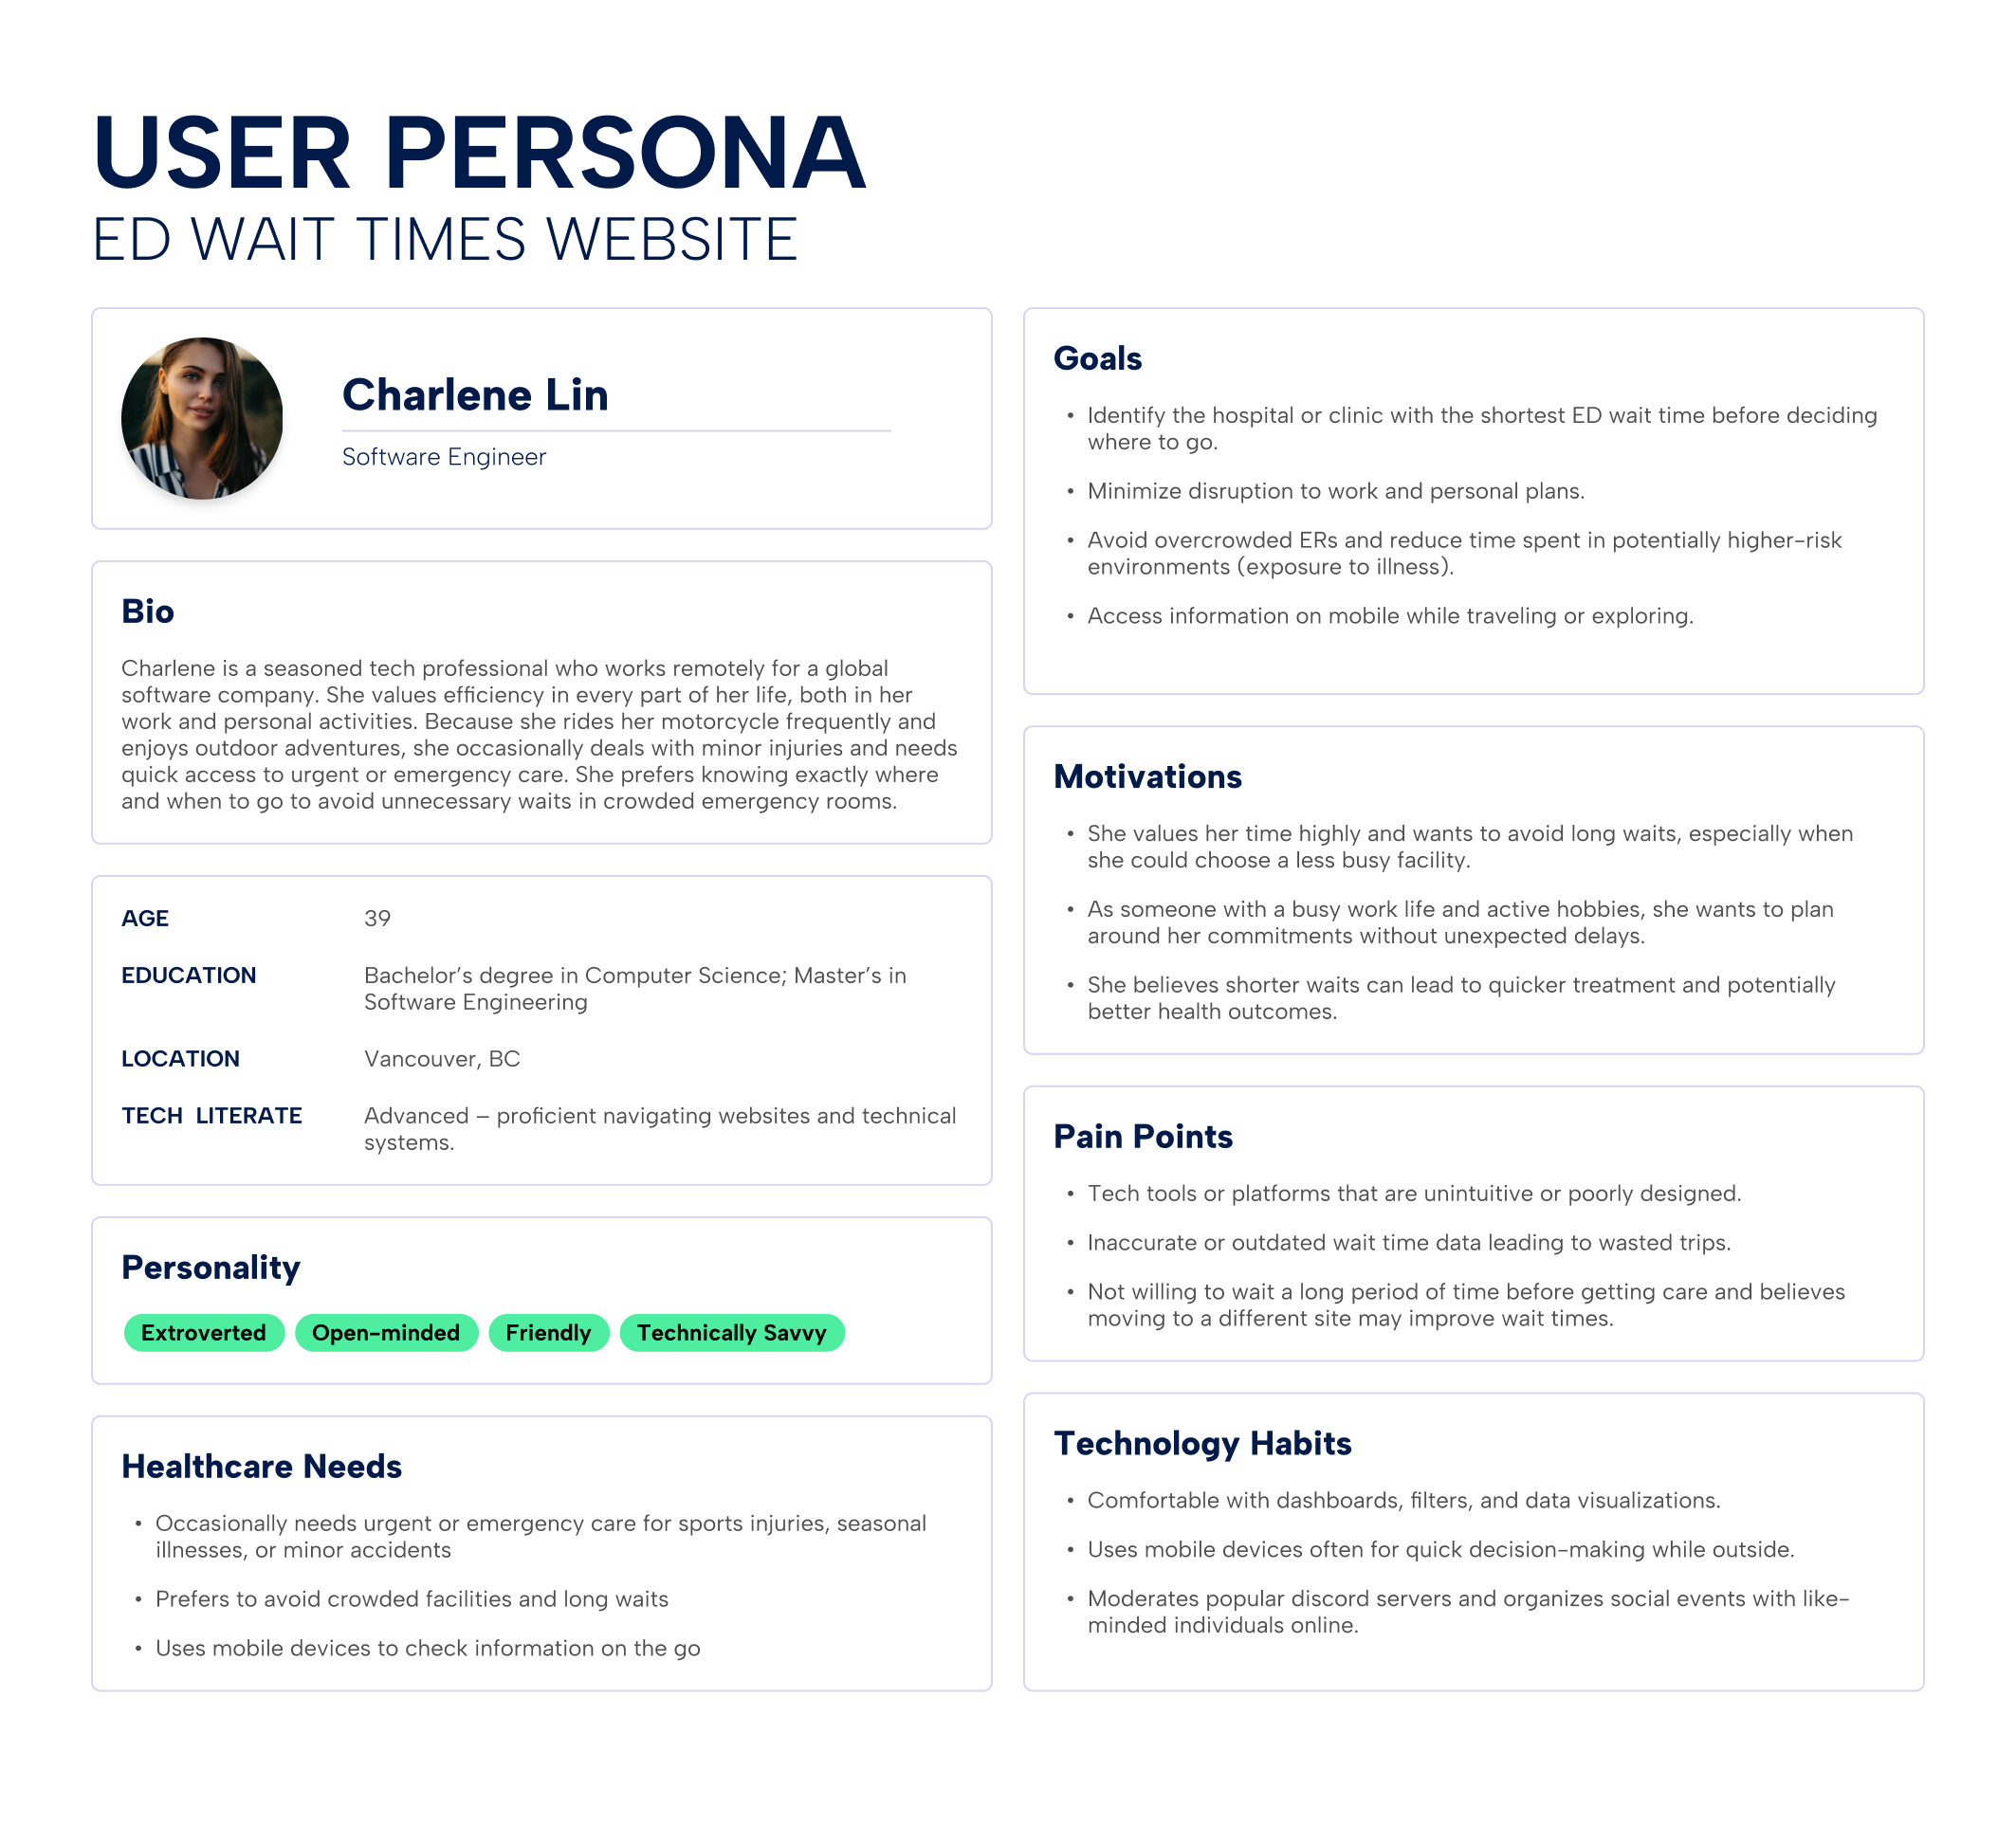 USER PERSONA
ED WAIT TIMES WEBSITE
Charlene Lin
Software Engineer
Bio
Charlene is a seasoned tech professional who works remotely for a global
software company. She values efficiency in every part of her life, both in her
work and personal activities. Because she rides her motorcycle frequently and
enjoys outdoor adventures, she occasionally deals with minor injuries and needs
quick access to urgent or emergency care. She prefers knowing exactly where
and when to go to avoid unnecessary waits in crowded emergency rooms.
AGE 39
EDUCATION Bachelor’s degree in Computer Science; Master’s in
Software Engineering
LOCATION Vancouver, BC
TECH LITERATE Advanced – proficient navigating websites and technical
systems.
Personality
Extroverted Open-minded Friendly Technically Savvy
Healthcare Needs
• Occasionally needs urgent or emergency care for sports injuries, seasonal
illnesses, or minor accidents
• Prefers to avoid crowded facilities and long waits
• Uses mobile devices to check information on the go
Goals
• Identify the hospital or clinic with the shortest ED wait time before deciding
where to go.
• Minimize disruption to work and personal plans.
• Avoid overcrowded ERs and reduce time spent in potentially higher-risk
environments (exposure to illness).
• Access information on mobile while traveling or exploring.
Motivations
• She values her time highly and wants to avoid long waits, especially when
she could choose a less busy facility.
• As someone with a busy work life and active hobbies, she wants to plan
around her commitments without unexpected delays.
• She believes shorter waits can lead to quicker treatment and potentially
better health outcomes.
Pain Points
• Tech tools or platforms that are unintuitive or poorly designed.
• Inaccurate or outdated wait time data leading to wasted trips.
• Not willing to wait a long period of time before getting care and believes
moving to a different site may improve wait times.
Technology Habits
• Comfortable with dashboards, filters, and data visualizations.
• Uses mobile devices often for quick decision-making while outside.
• Moderates popular discord servers and organizes social events with like-
minded individuals online.